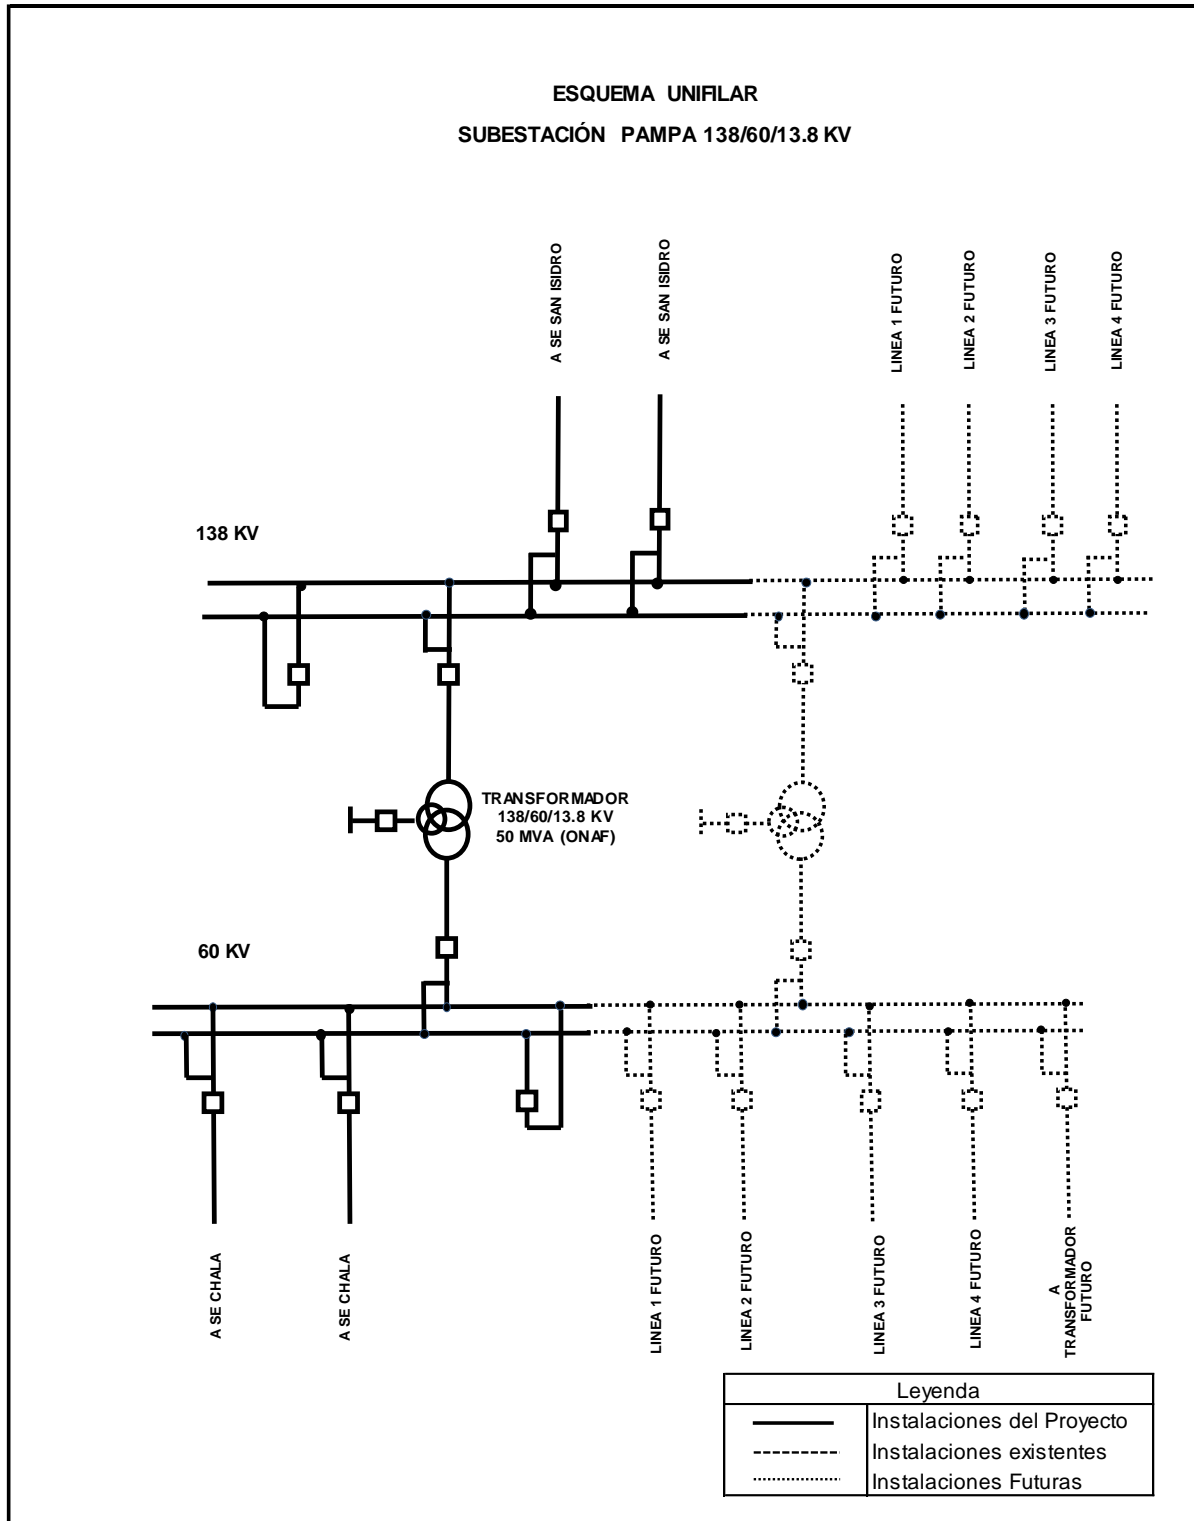 ESQUEMA UNIFILAR
SUBESTACIÓN PAMPA 138/60/13.8 KV
A SE SAN ISIDRO
A SE SAN ISIDRO
LINEA 1 FUTURO
LINEA 2 FUTURO
LINEA 3 FUTURO
LINEA 4 FUTURO
138 KV
TRANSFORMADOR
138/60/13.8 KV
50 MVA (ONAF)
60 KV
A SE CHALA
A SE CHALA
LINEA 1 FUTURO
LINEA 2 FUTURO
LINEA 3 FUTURO
LINEA 4 FUTURO
A
TRANSFORMADOR
FUTURO
Leyenda
Instalaciones del Proyecto
Instalaciones existentes
Instalaciones Futuras